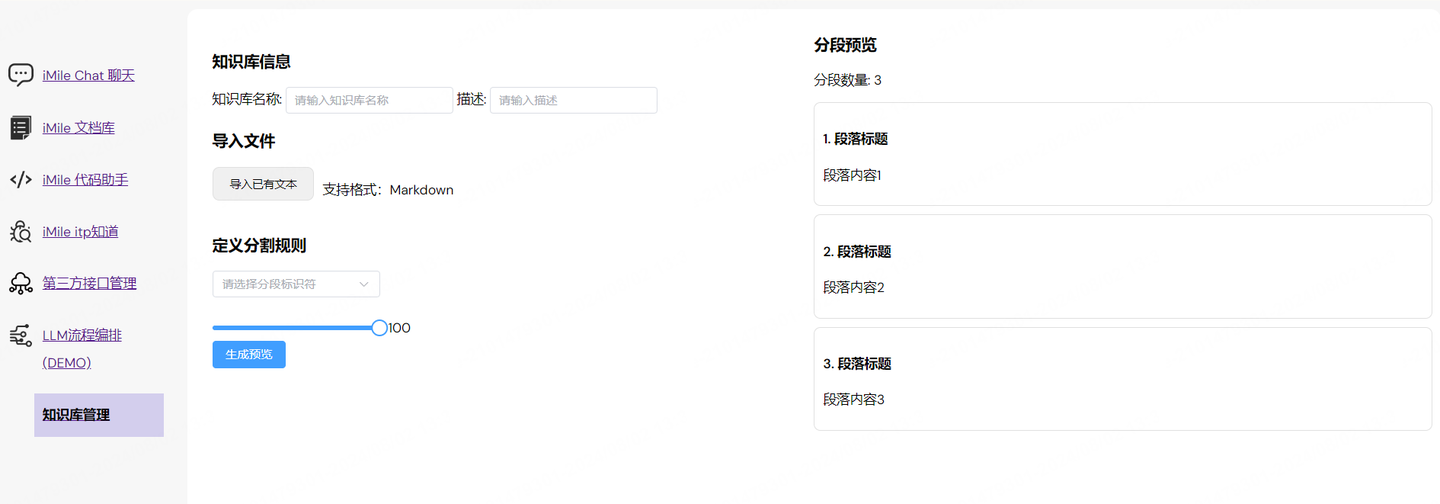 iMile Chat 聊天
iMile 文档库
iMile 代码助手
iMile itp知道
第三方接口管理
LLM流程编排
(DEMO)
知识库管理
知识库信息
知识库名称: 请输入知识库名称 描述: 请输入描述
导入文件
导入已有文本 支持格式：Markdown
定义分割规则
请选择分段标识符
100
生成预览
分段预览
分段数量: 3
1. 段落标题
段落内容1
2. 段落标题
段落内容2
3. 段落标题
段落内容3